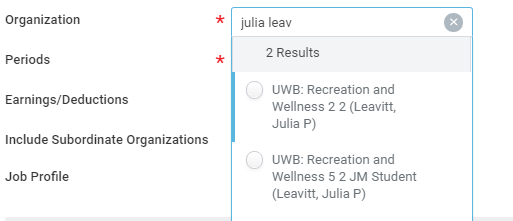 Organization * julia leav
2 Results
Periods *
UWB: Recreation and
Wellness 2 2 (Leavitt,
Julia P)
Earnings/Deductions
Include Subordinate Organizations
UWB: Recreation and
Wellness 5 2 JM Student
(Leavitt, Julia P)
Job Profile